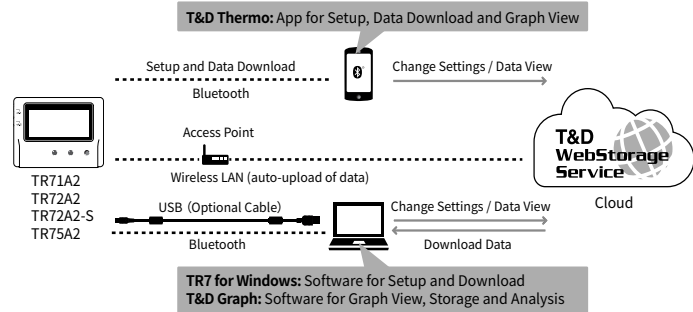 T&D Thermo: App for Setup, Data Download and Graph View
Setup and Data Download
Bluetooth
Change Settings / Data View
Access Point
Wireless LAN (auto-upload of data)
T&D
WebStorage
Service
Cloud
TR71A2
TR72A2
TR72A2-S
TR75A2
USB (Optional Cable)
Bluetooth
Change Settings / Data View
Download Data
TR7 for Windows: Software for Setup and Download
T&D Graph: Software for Graph View, Storage and Analysis